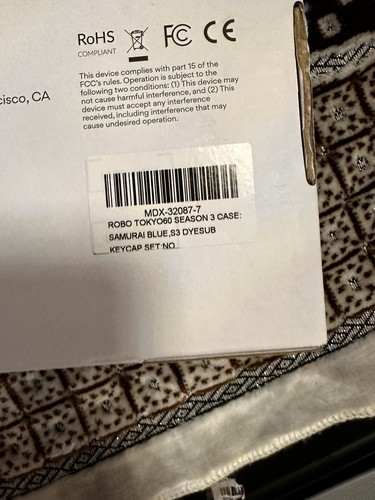 RoHS
COMPLIANT
FC CE
cisco, CA
This device complies with part 15 of the
FCC's rules. Operation is subject to the
following two conditions: (1) This device may
not cause harmful interference, and (2) This
device must accept any interference
received, including interference that may
cause undesired operation.
MDX-32087-7
ROBO TOKYO60 SEASON 3 CASE:
SAMURAI BLUE,S3 DYESUB
KEYCAP SET:NO